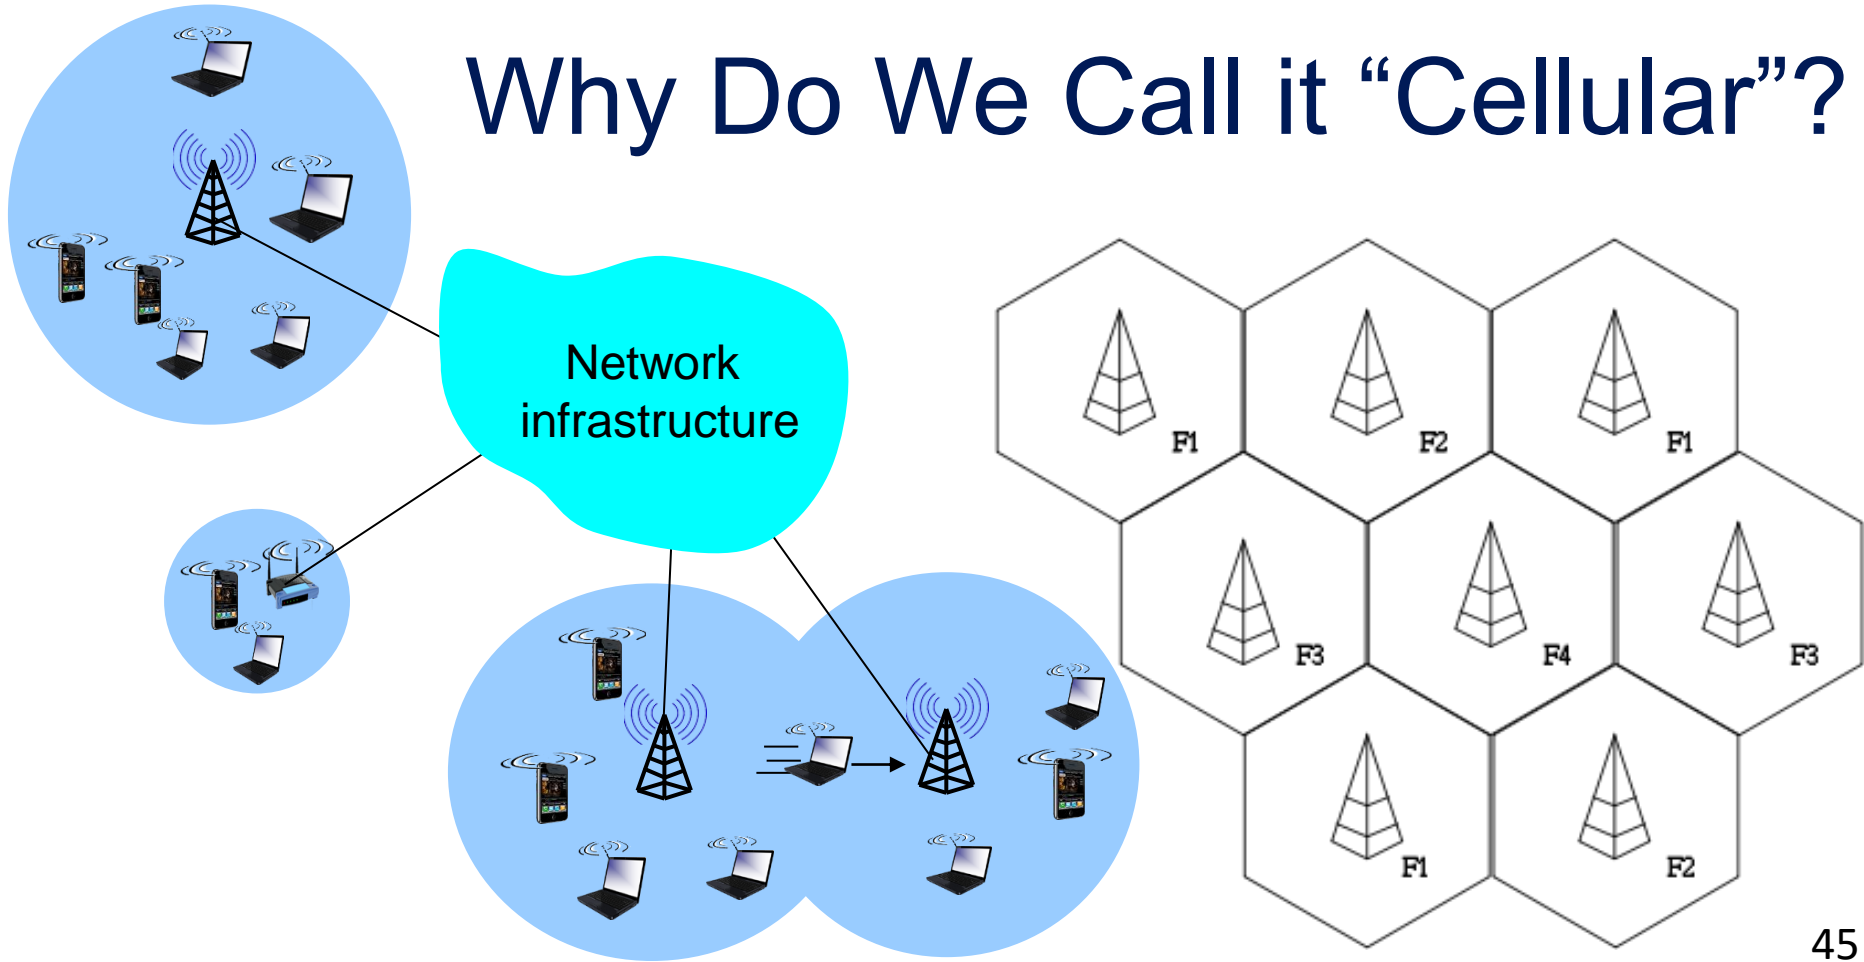 Why Do We Call it “Cellular”?
Network
infrastructure
F1
F2
F1
F3
F4
F3
F1
F2
45